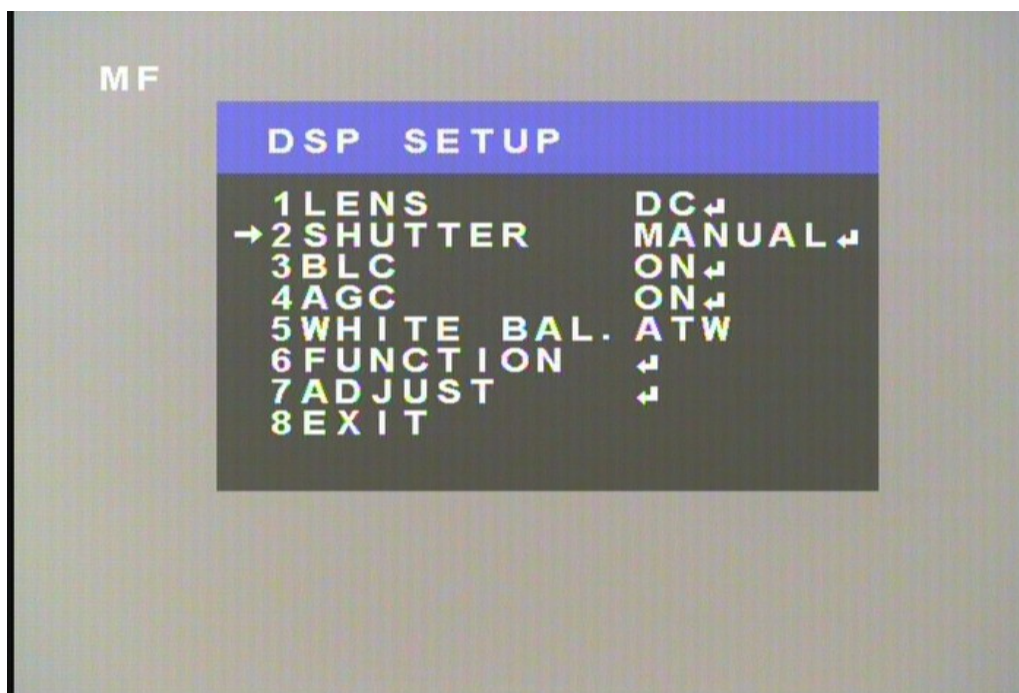 MF
DSP SETUP
1LENS DC↵
→2SHUTTER MANUAL↵
3BLC ON↵
4AGC ON↵
5WHITE BAL. ATW
6FUNCTION ↵
7ADJUST ↵
8EXIT